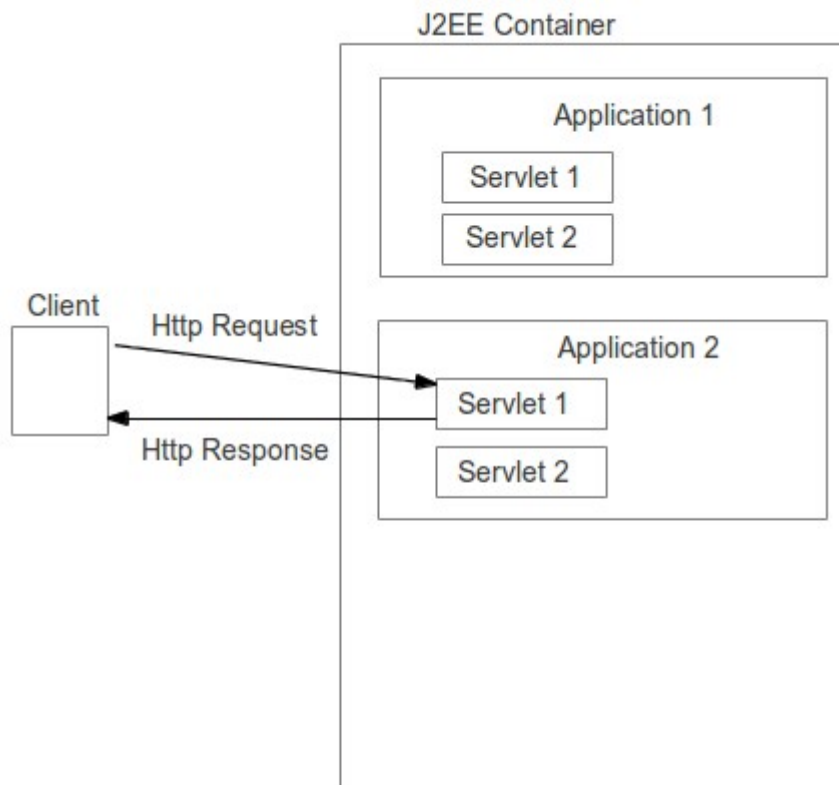 J2EE Container
Application 1
Servlet 1
Servlet 2
Client
Http Request
Application 2
Servlet 1
Http Response
Servlet 2